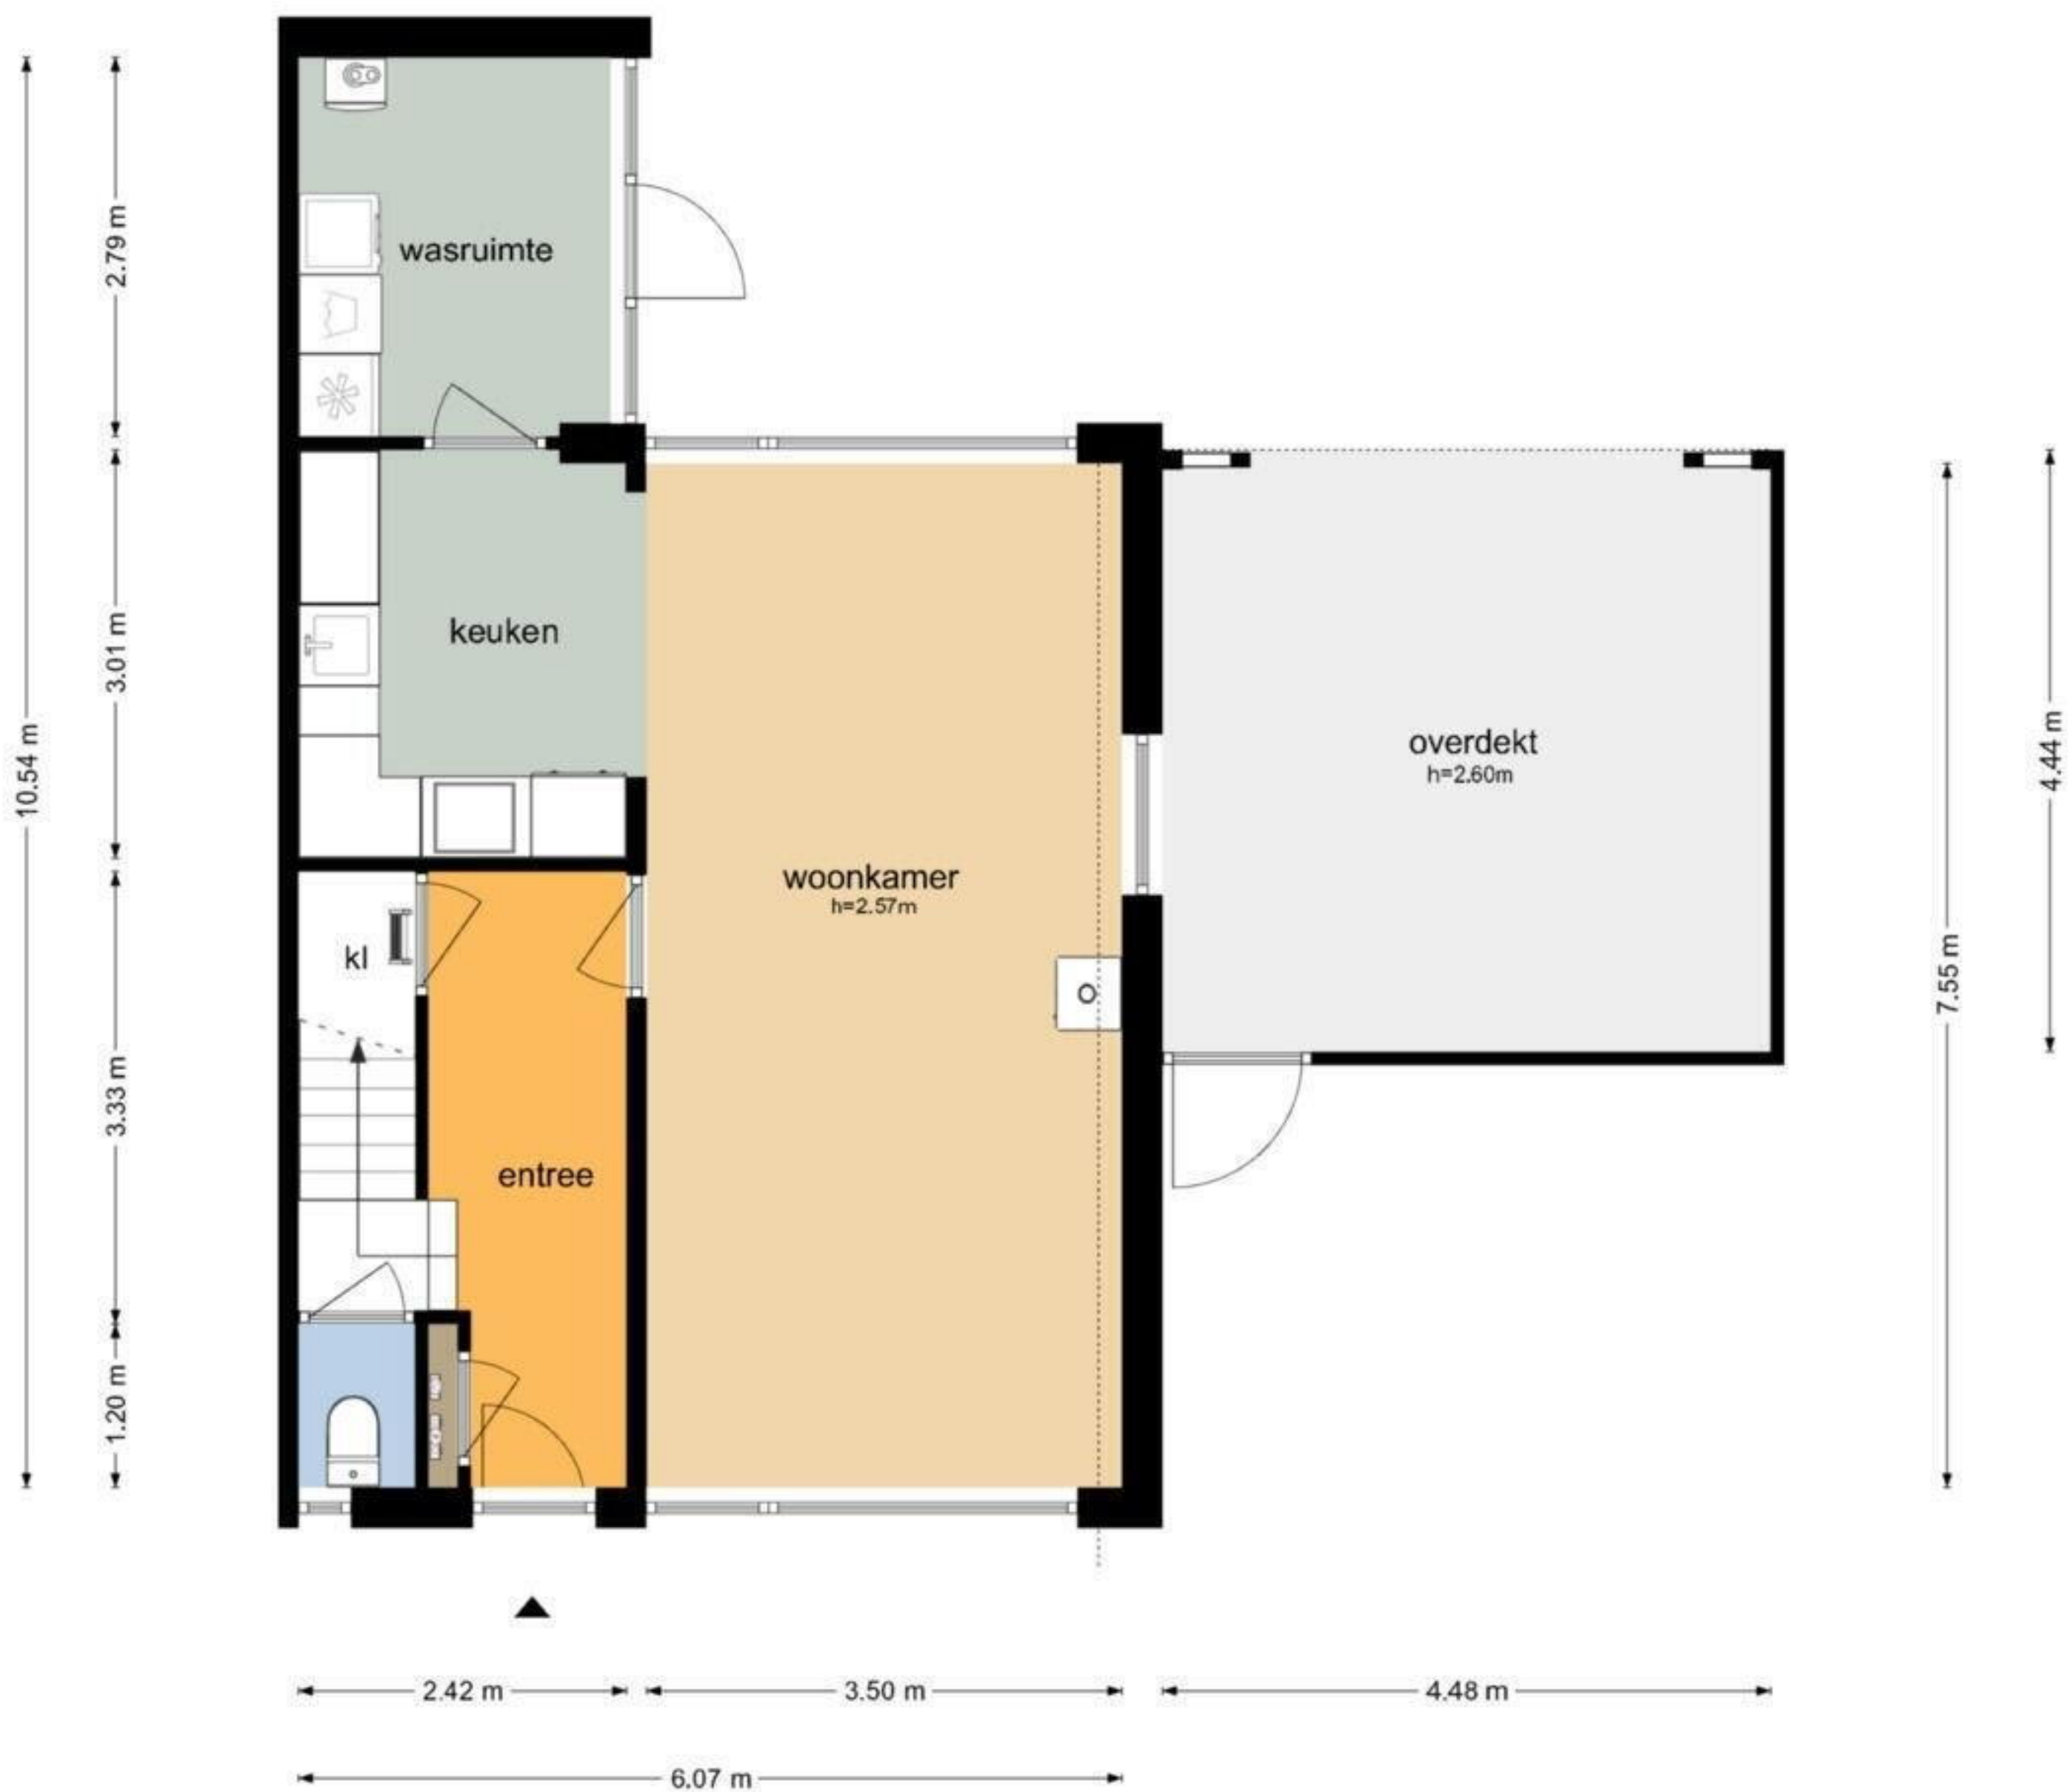 2.79 m
wasruimte
3.01 m
keuken
10.54 m
overdekt
h=2.60m
4.44 m
woonkamer
h=2.57m
kl
7.55 m
3.33 m
entree
1.20 m
2.42 m
3.50 m
4.48 m
6.07 m